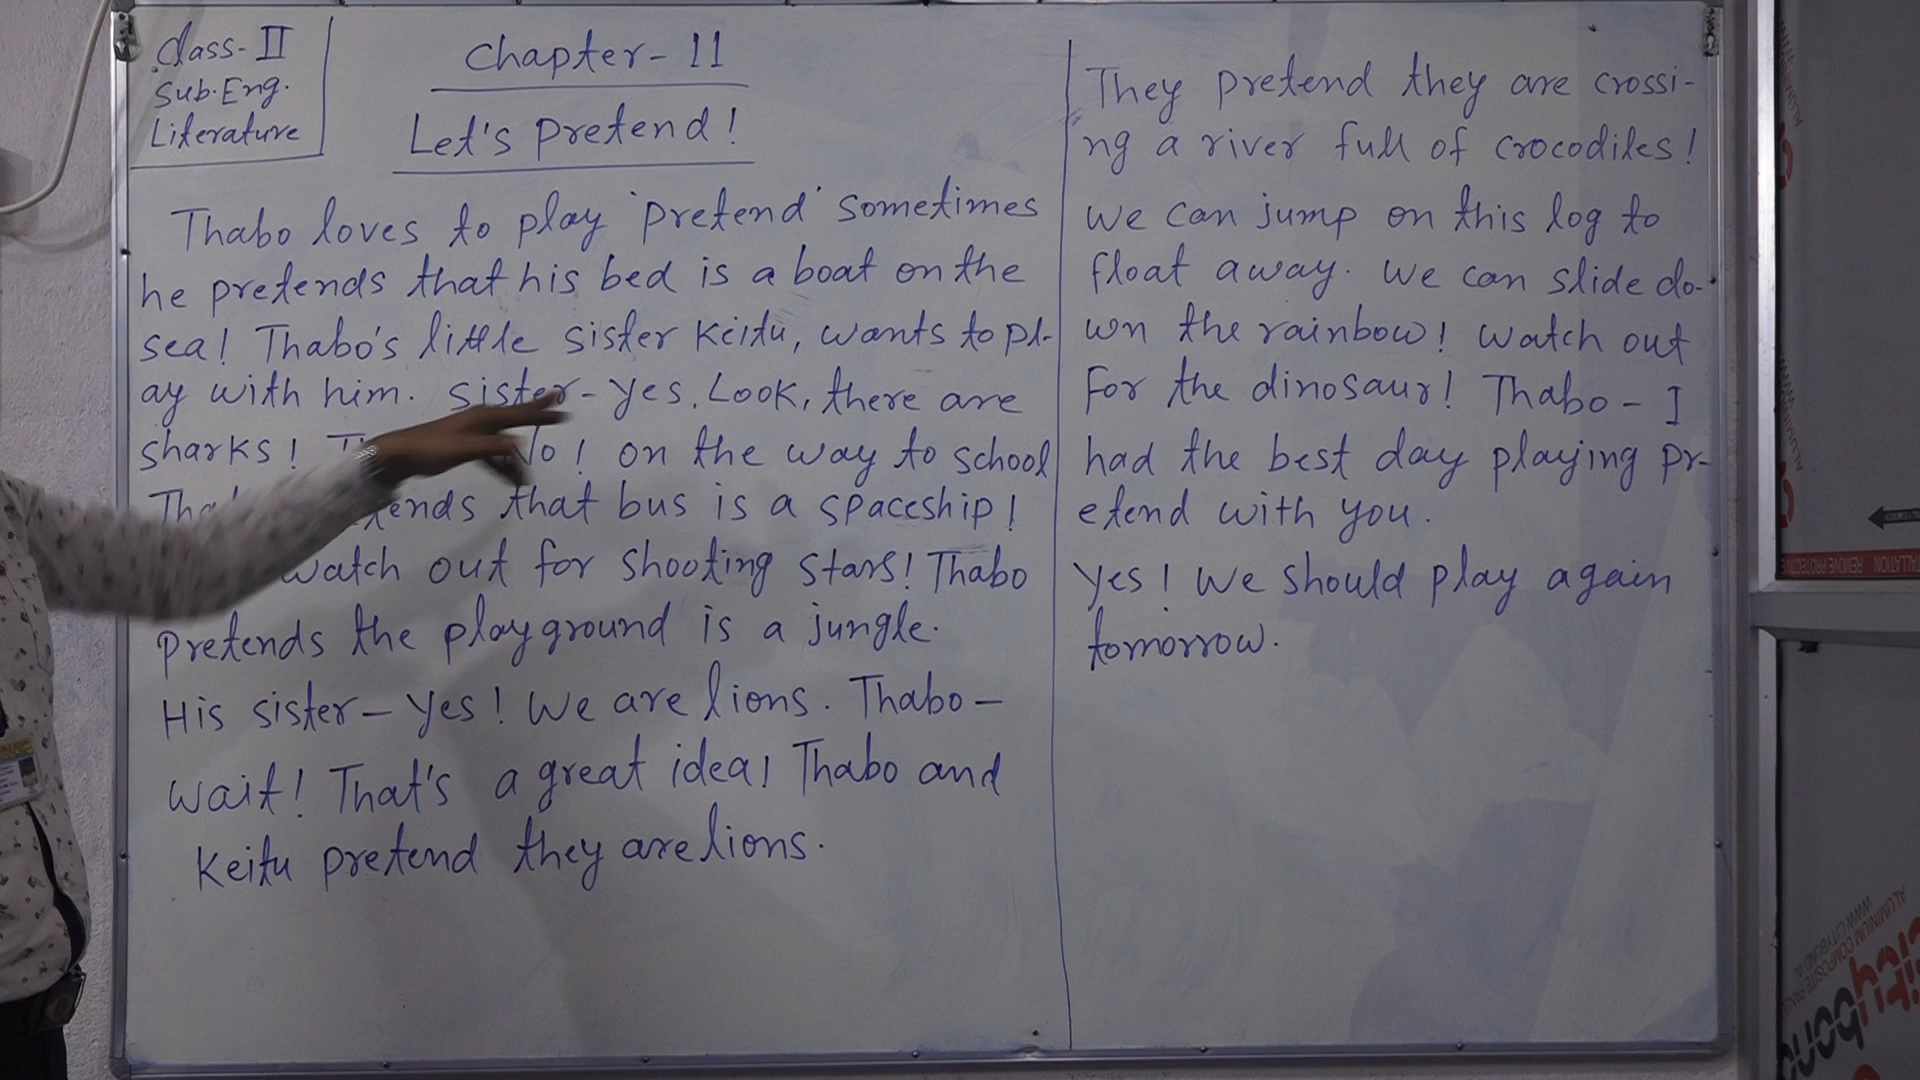 Class-II
Sub.Eng.
Literature
Chapter-11
Let's Pretend!
Thabo loves to play 'pretend' sometimes
he pretends that his bed is a boat on the
sea! Thabo's little sister Keitu, wants to pl-
ay with him. Sister-Yes. Look, there are
sharks! No! on the way to school
that bus is a spaceship!
watch out for shooting stars! Thabo
Pretends the playground is a jungle.
His sister- Yes! We are lions. Thabo-
Wait! That's a great idea! Thabo and
Keitu pretend they are lions.
They pretend they are crossi-
ng a river full of crocodiles!
We can jump on this log to
float away. We can slide do-
wn the rainbow! Watch out
For the dinosaur! Thabo- I
had the best day playing pr-
etend with you.
Yes! We should play again
tomorrow.